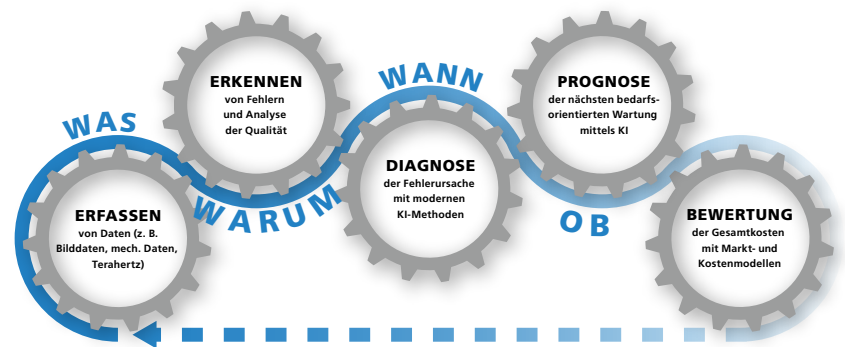 WAS
ERFASSEN
von Daten (z. B.
Bilddaten, mech. Daten,
Terahertz)
ERKENNEN
von Fehlern
und Analyse
der Qualität
WARUM
WANN
DIAGNOSE
der Fehlerursache
mit modernen
KI-Methoden
PROGNOSE
der nächsten bedarfs-
orientierten Wartung
mittels KI
OB
BEWERTUNG
der Gesamtkosten
mit Markt- und
Kostenmodellen